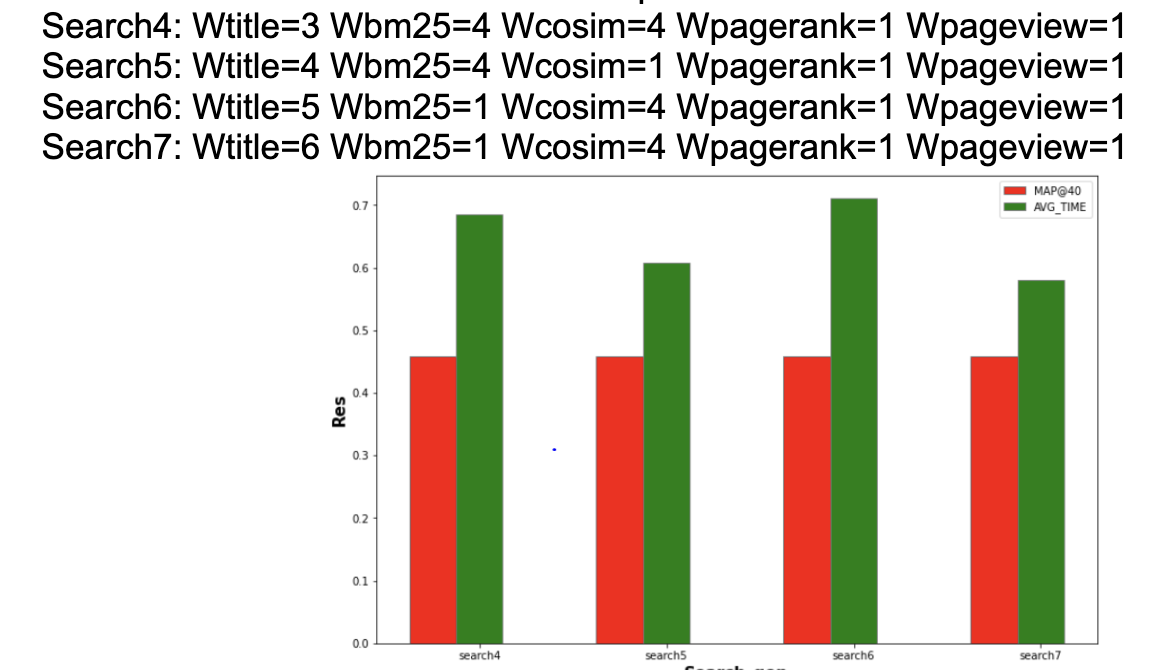 Search4: Wtitle=3 Wbm25=4 Wcosim=4 Wpagerank=1 Wpageview=1
Search5: Wtitle=4 Wbm25=4 Wcosim=1 Wpagerank=1 Wpageview=1
Search6: Wtitle=5 Wbm25=1 Wcosim=4 Wpagerank=1 Wpageview=1
Search7: Wtitle=6 Wbm25=1 Wcosim=4 Wpagerank=1 Wpageview=1
MAP@40
AVG_TIME
0.7
0.6
0.5
0.4
0.3
0.2
0.1
0.0
Res
search4 search5 search6 search7